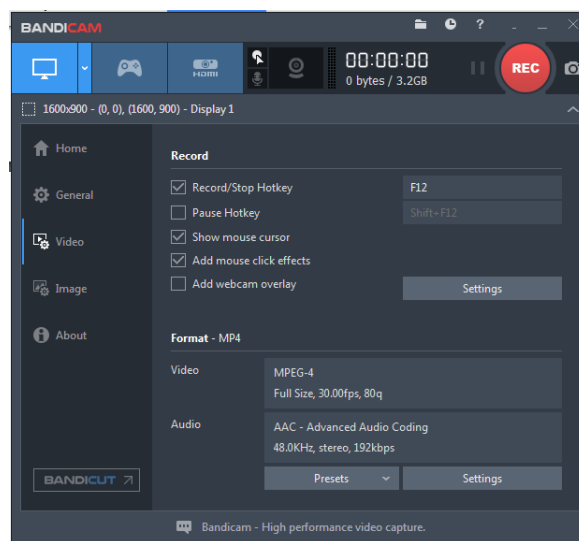 BANDICAM
?
HDMI
00:00:00
0 bytes / 3.2GB
REC
1600x900 - (0, 0), (1600, 900) - Display 1
Home
General
Video
Image
About
BANDICUT
Record
Record/Stop Hotkey F12
Pause Hotkey Shift+F12
Show mouse cursor
Add mouse click effects
Add webcam overlay Settings
Format - MP4
Video MPEG-4
Full Size, 30.00fps, 80q
Audio AAC - Advanced Audio Coding
48.0KHz, stereo, 192kbps
Presets Settings
Bandicam - High performance video capture.